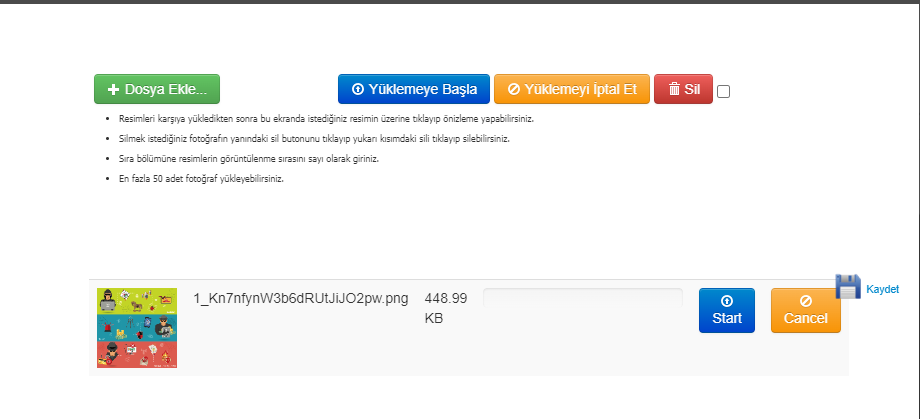 Dosya Ekle...
Yüklemeye Başla
Yüklemeyi İptal Et
Sil
Resimleri karşıya yükledikten sonra bu ekranda istediğiniz resimin üzerine tıklayıp önizleme yapabilirsiniz.
Silmek istediğiniz fotoğrafın yanındaki sil butonunu tıklayıp yukarı kısımdaki sili tıklayıp silebilirsiniz.
Sıra bölümüne resimlerin görüntülenme sırasını sayı olarak giriniz.
En fazla 50 adet fotoğraf yükleyebilirsiniz.
1_Kn7nfynW3b6dRUtJiJO2pw.png
448.99
KB
Start
Cancel
Kaydet